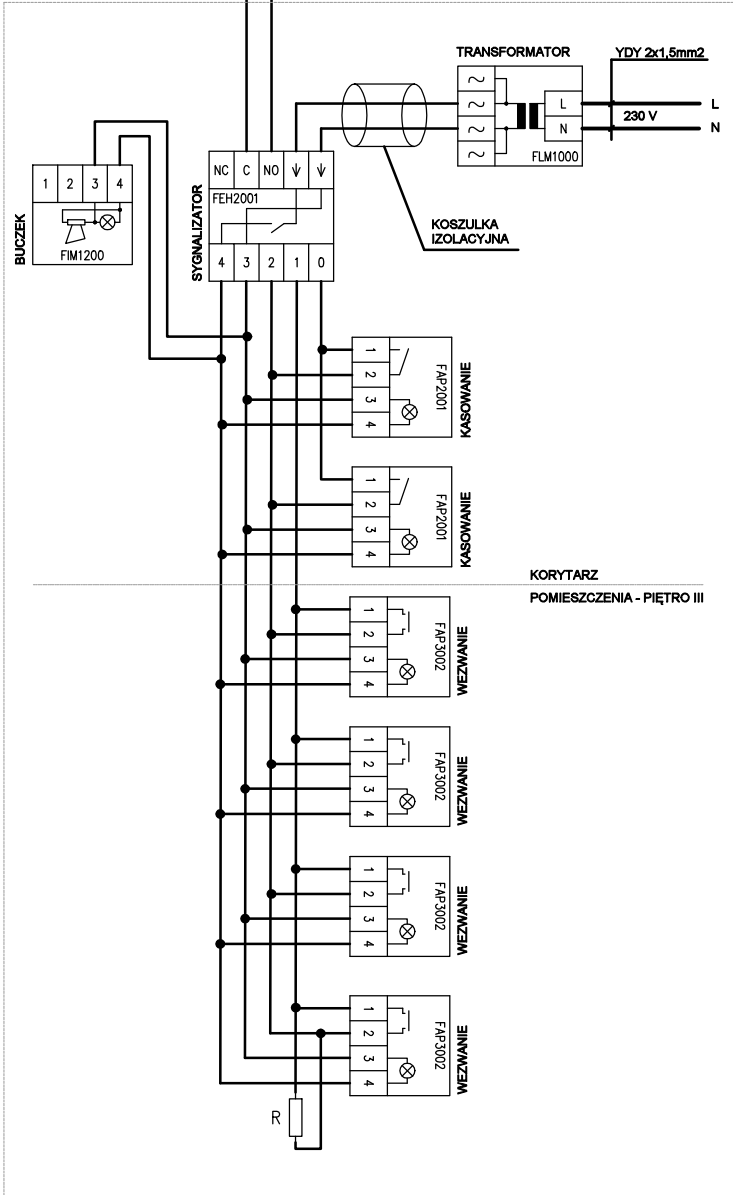 TRANSFORMATOR
YDY 2x1,5mm2
~
~
~
~
L
N
FLM1000
230 V
L
N
KOSZULKA
IZOLACYJNA
BUCZEK
1 2 3 4
FIM1200
SYGNALIZATOR
NC C NO ↓ ↓
FEH2001
4 3 2 1 0
1
2
3
4
FAP2001
KASOWANIE
1
2
3
4
FAP2001
KASOWANIE
KORYTARZ
POMIESZCZENIA - PIĘTRO III
1
2
3
4
FAP3002
WEZWANIE
1
2
3
4
FAP3002
WEZWANIE
1
2
3
4
FAP3002
WEZWANIE
1
2
3
4
FAP3002
WEZWANIE
R